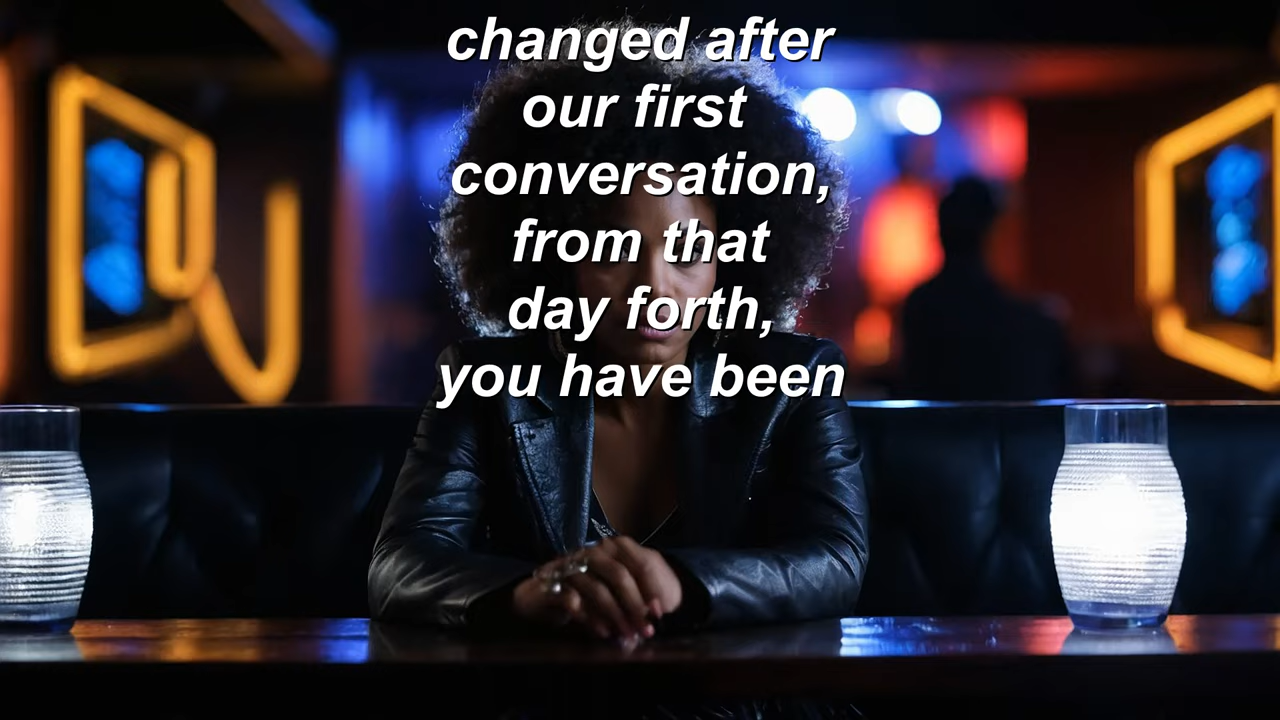 changed after
our first
conversation,
from that
day forth,
you have been